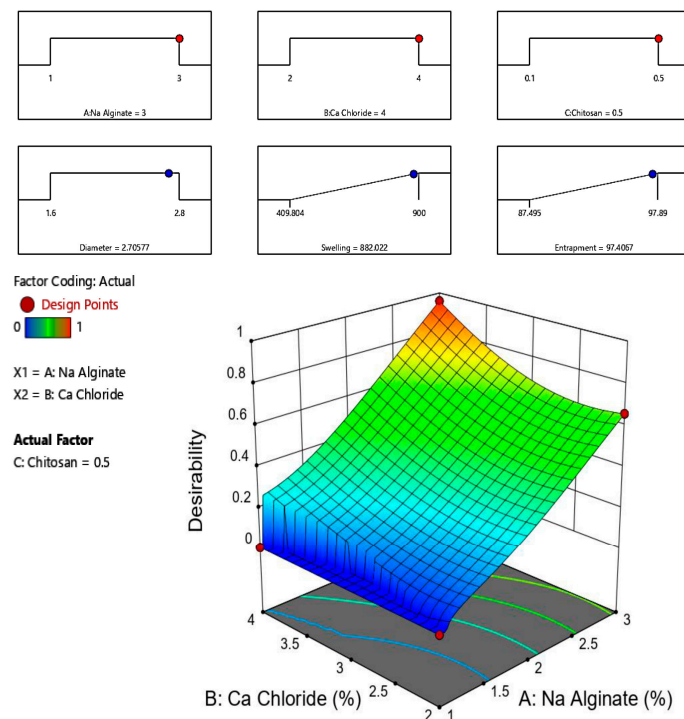 1 3
A:Na Alginate = 3
2 4
B:Ca Chloride = 4
0.1 0.5
C:Chitosan = 0.5
1.6 2.8
Diameter = 2.70577
409.804 900
Swelling = 882.022
87.495 97.89
Entrapment = 97.4067
Factor Coding: Actual
Design Points
0 1
X1 = A: Na Alginate
X2 = B: Ca Chloride
Actual Factor
C: Chitosan = 0.5
Desirability
1
0.8
0.6
0.4
0.2
0
4
3.5
3
2.5
2
B: Ca Chloride (%)
1
1.5
2
2.5
3
A: Na Alginate (%)